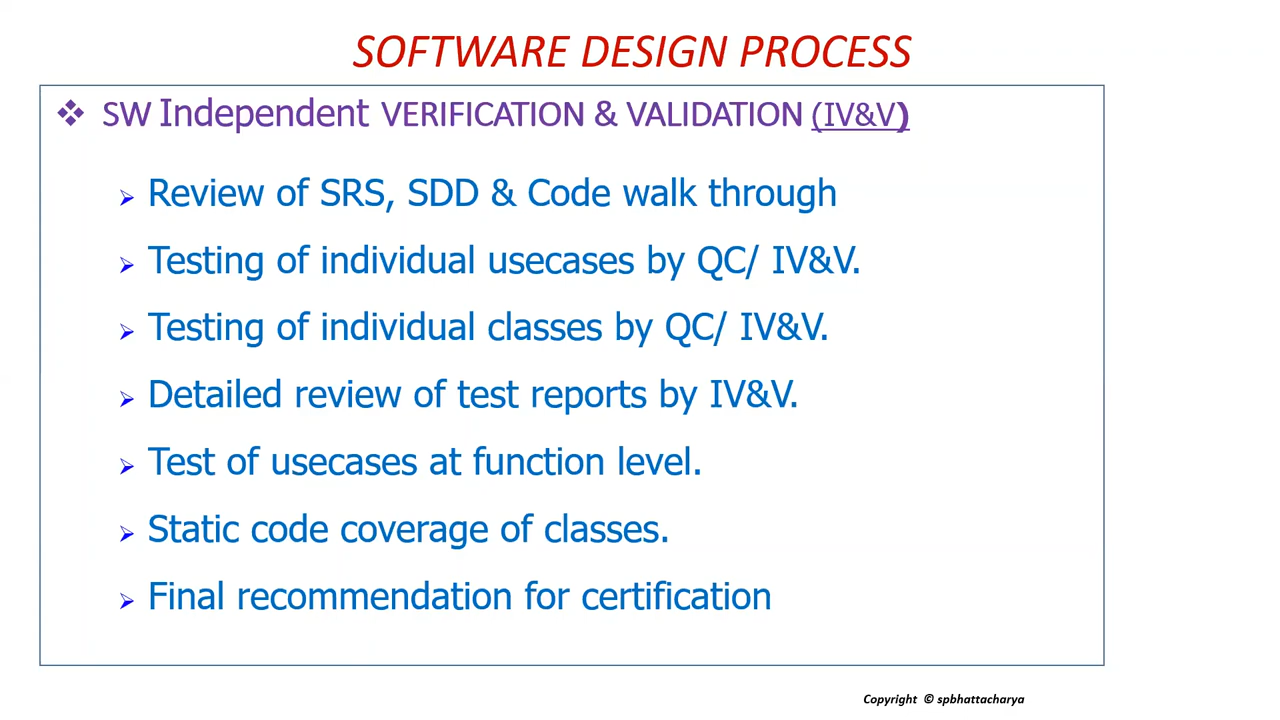 SOFTWARE DESIGN PROCESS
❖ SW Independent VERIFICATION & VALIDATION (IV&V)
➢ Review of SRS, SDD & Code walk through
➢ Testing of individual usecases by QC/ IV&V.
➢ Testing of individual classes by QC/ IV&V.
➢ Detailed review of test reports by IV&V.
➢ Test of usecases at function level.
➢ Static code coverage of classes.
➢ Final recommendation for certification
Copyright © spbhattacharya